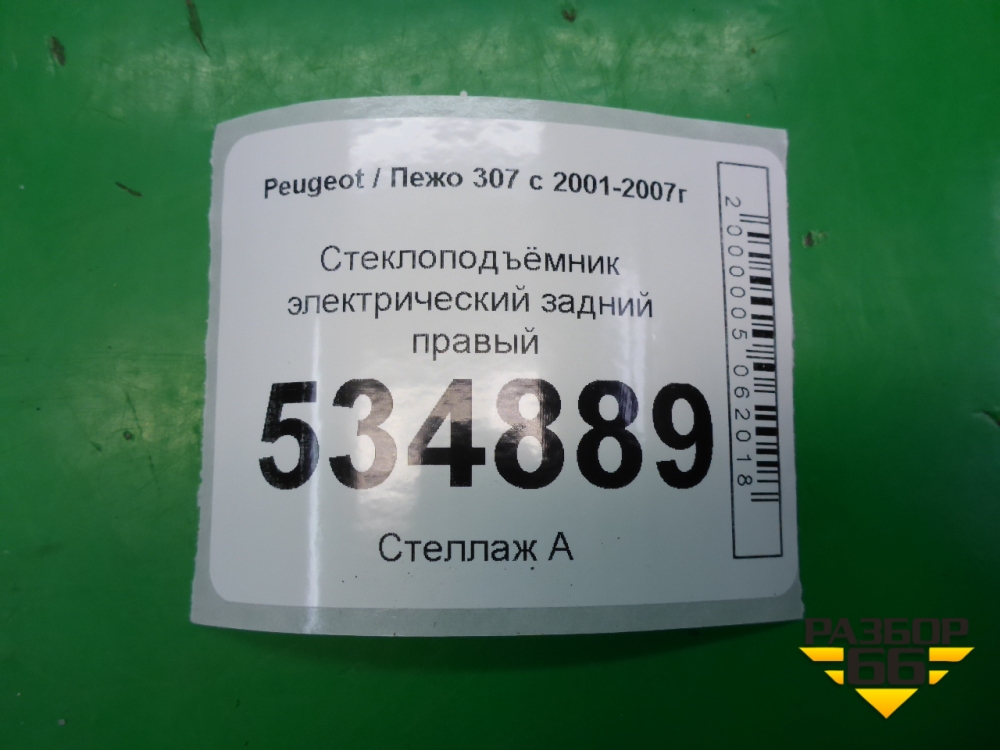 Peugeot / Пежо 307 с 2001-2007г
Стеклоподъёмник
электрический задний
правый
534889
Стеллаж А
2000005062018
РАЗБОР
66